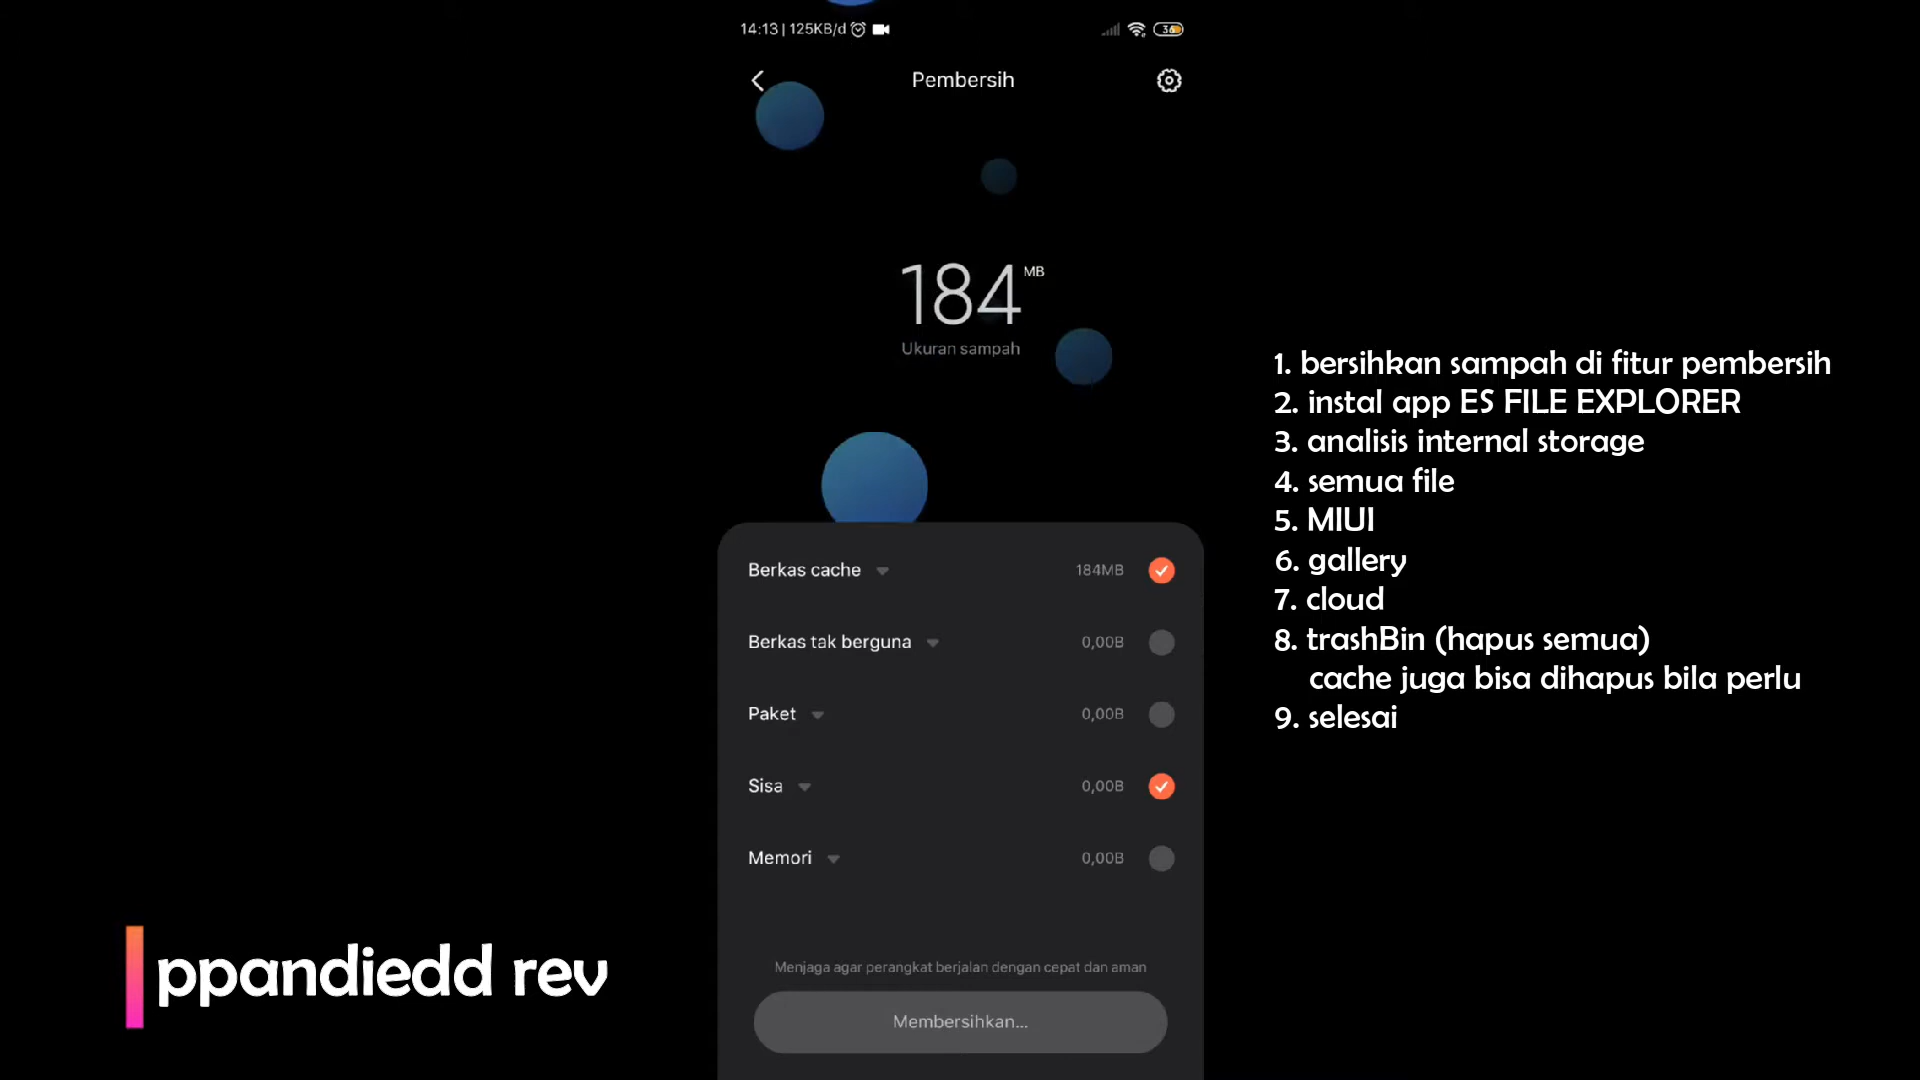 14:13 | 125KB/d
36
Pembersih
184 MB
Ukuran sampah
Berkas cache 184MB
Berkas tak berguna 0,00B
Paket 0,00B
Sisa 0,00B
Memori 0,00B
Menjaga agar perangkat berjalan dengan cepat dan aman
Membersihkan...
1. bersihkan sampah di fitur pembersih
2. instal app ES FILE EXPLORER
3. analisis internal storage
4. semua file
5. MIUI
6. gallery
7. cloud
8. trashBin (hapus semua)
cache juga bisa dihapus bila perlu
9. selesai
ppandiedd rev